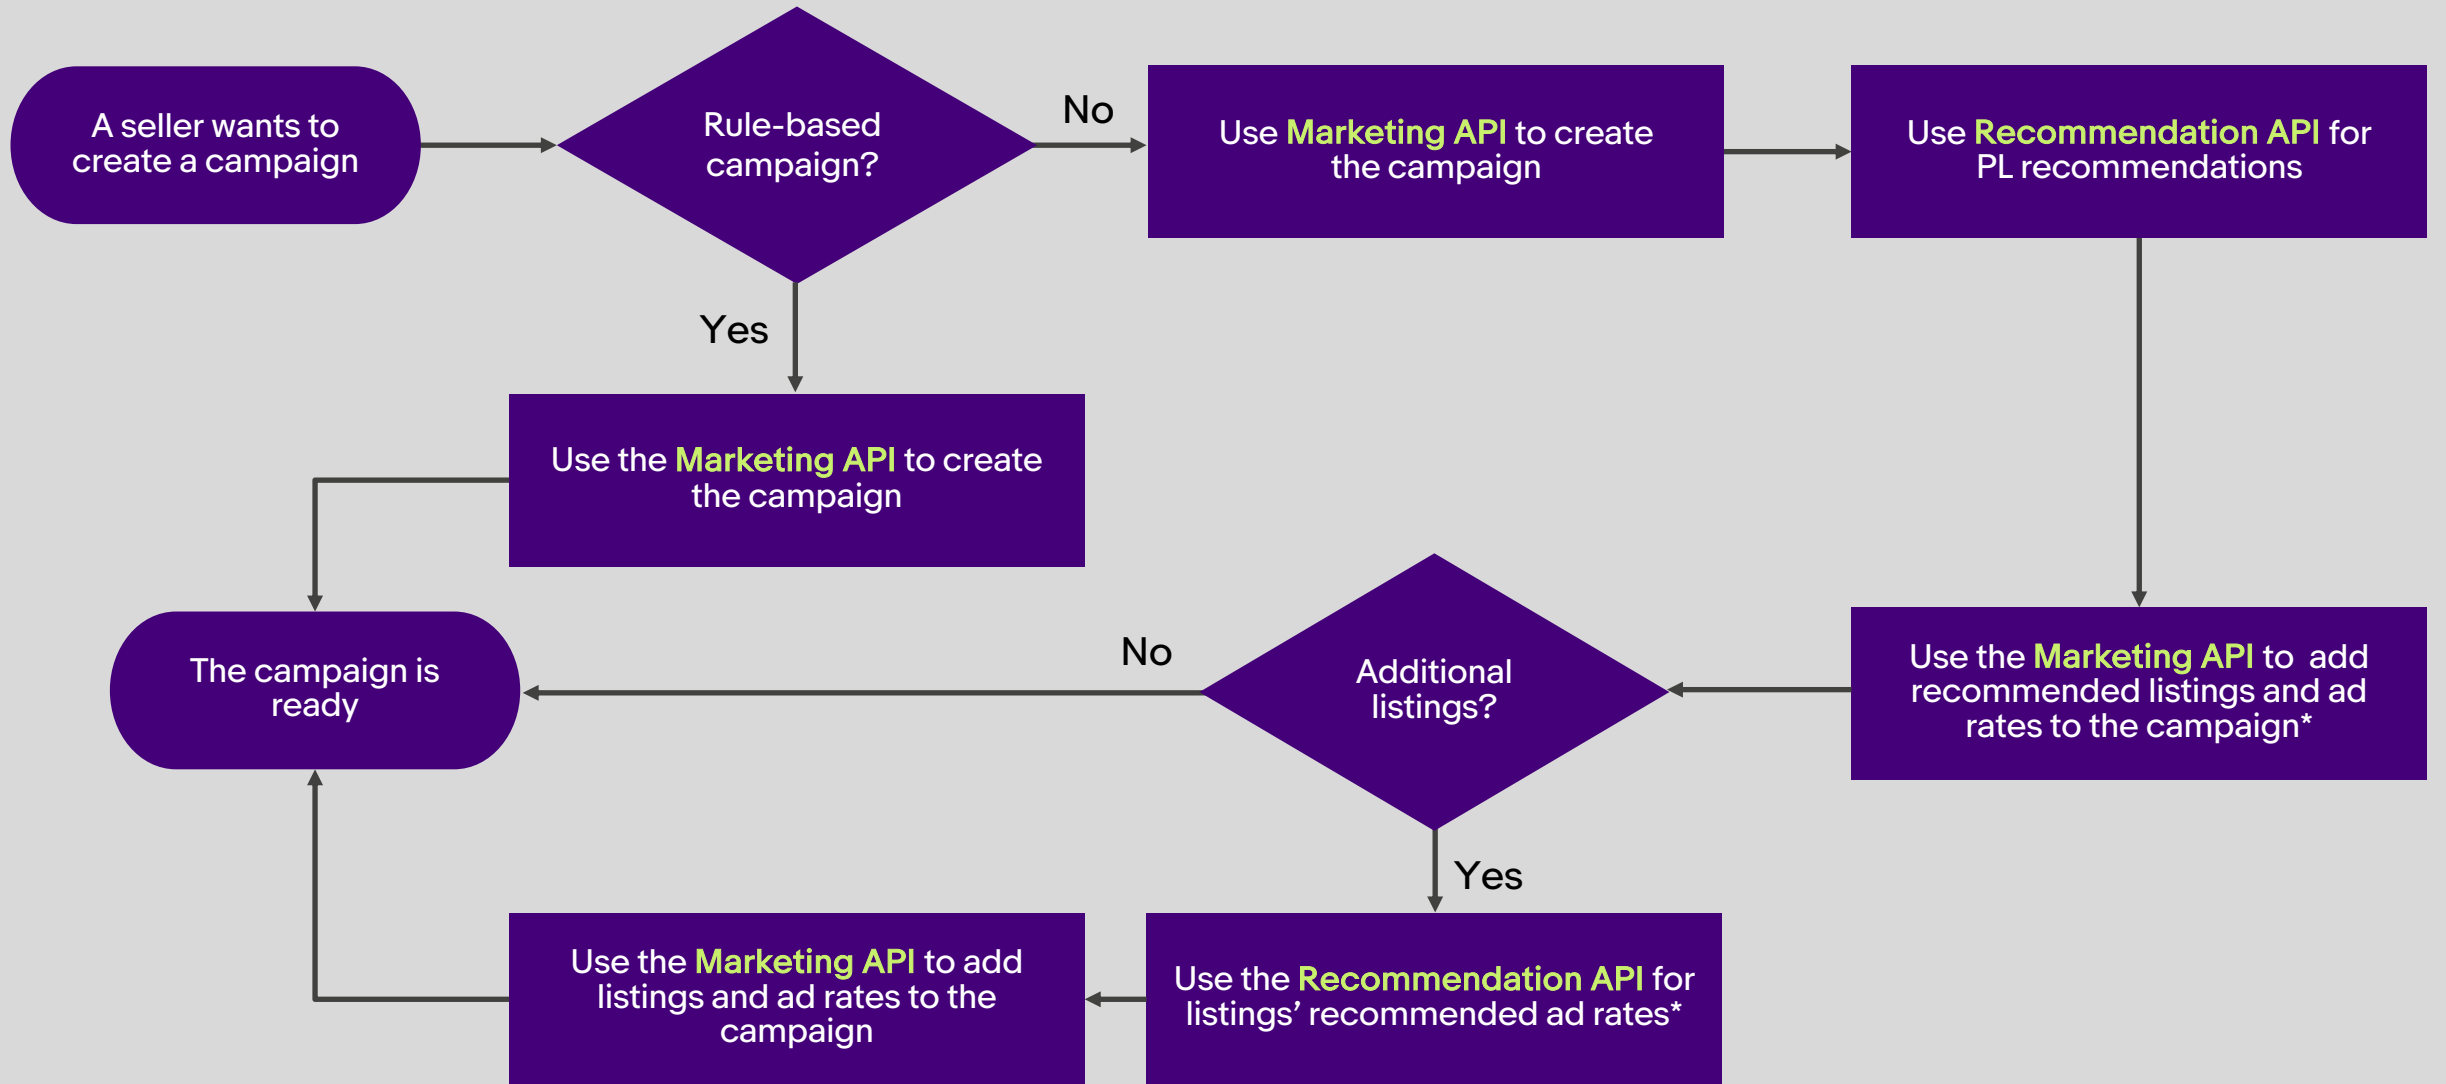 A seller wants to
create a campaign
Rule-based
campaign?
No
Use Marketing API to create
the campaign
Use Recommendation API for
PL recommendations
Yes
Use the Marketing API to create
the campaign
The campaign is
ready
No
Additional
listings?
Use the Marketing API to  add
recommended listings and ad
rates to the campaign*
Yes
Use the Marketing API to add
listings and ad rates to the
campaign
Use the Recommendation API for
listings’ recommended ad rates*